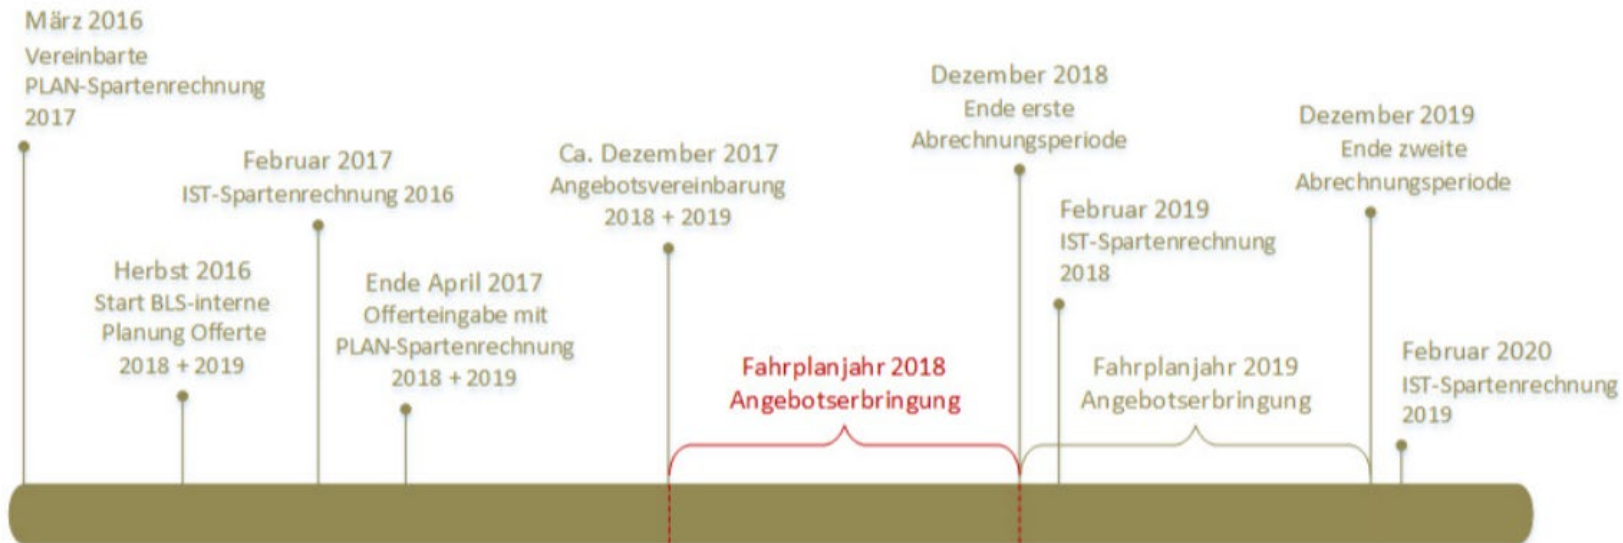 März 2016
Vereinbarte
PLAN-Spartenrechnung
2017
Herbst 2016
Start BLS-interne
Planung Offerte
2018 + 2019
Februar 2017
IST-Spartenrechnung 2016
Ende April 2017
Offerteingabe mit
PLAN-Spartenrechnung
2018 + 2019
Ca. Dezember 2017
Angebotsvereinbarung
2018 + 2019
Fahrplanjahr 2018
Angebotserbringung
Dezember 2018
Ende erste
Abrechnungsperiode
Februar 2019
IST-Spartenrechnung
2018
Fahrplanjahr 2019
Angebotserbringung
Dezember 2019
Ende zweite
Abrechnungsperiode
Februar 2020
IST-Spartenrechnung
2019